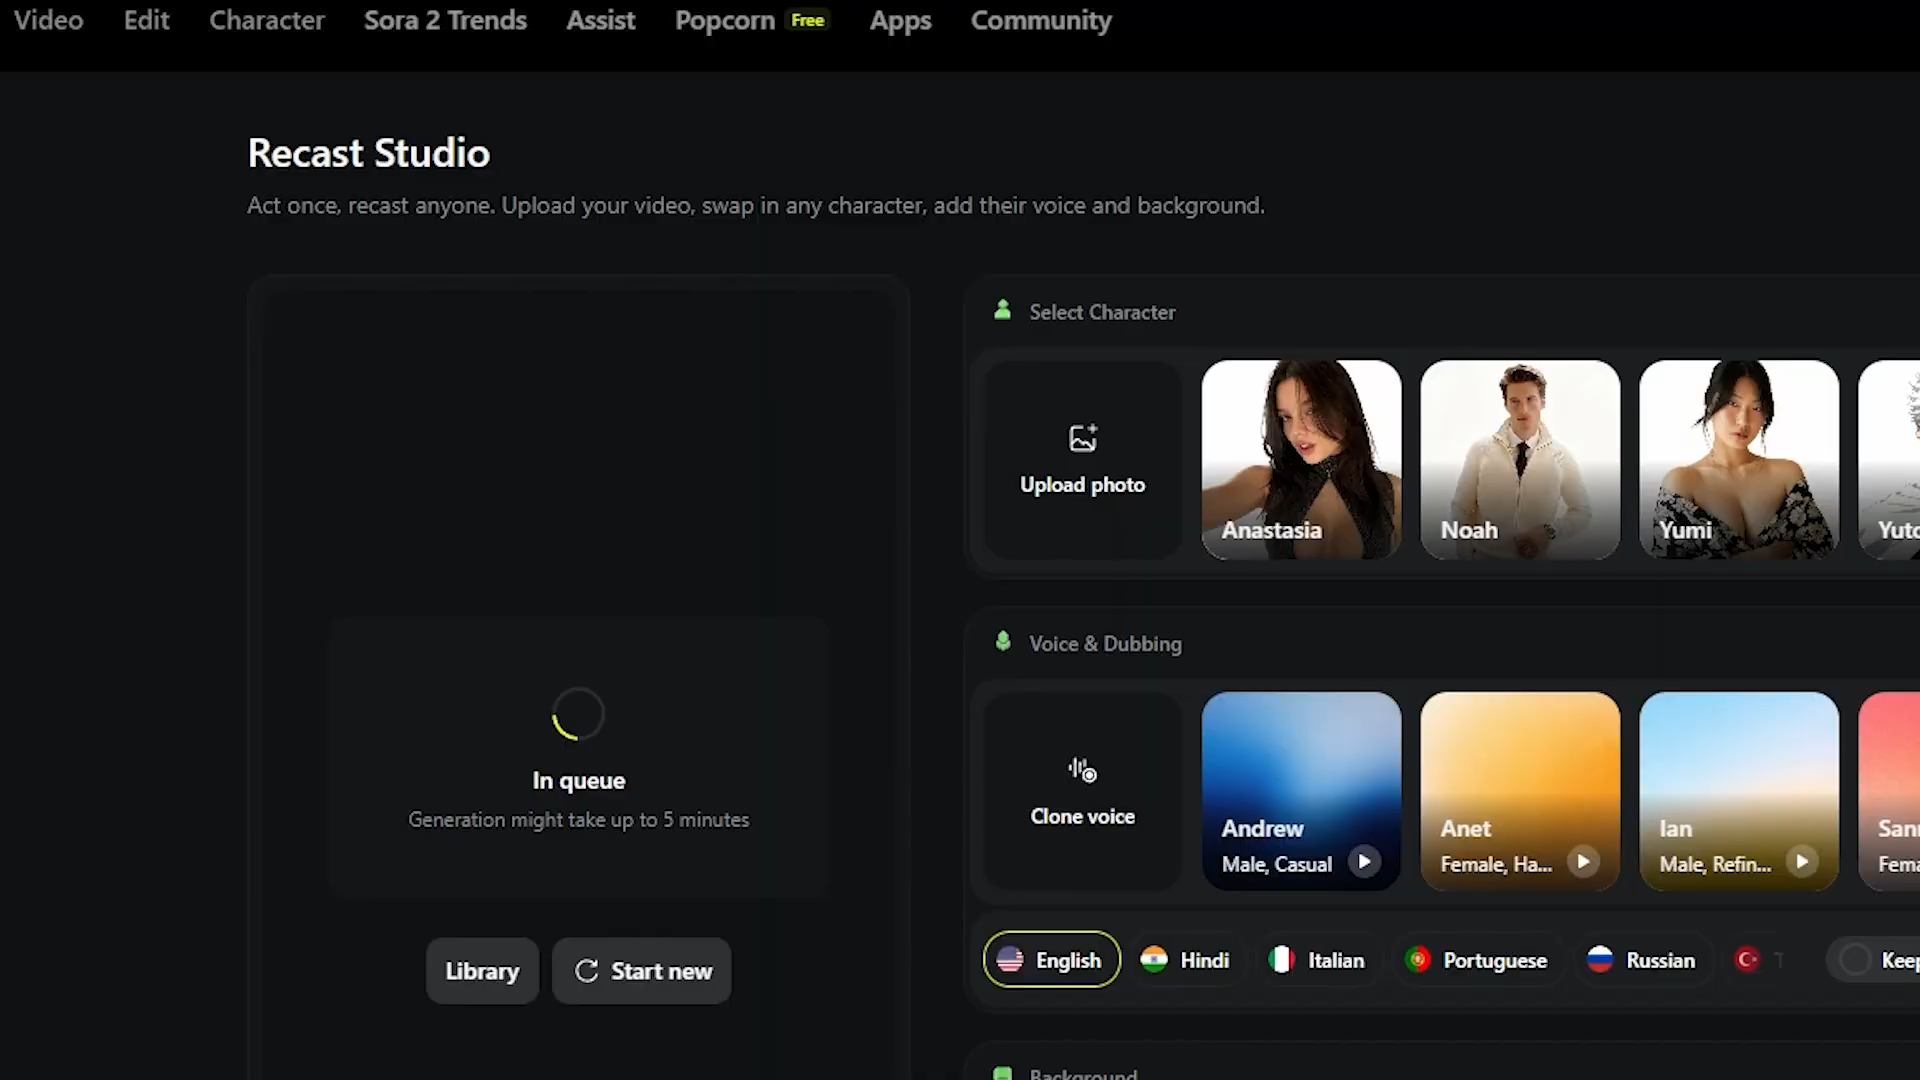 Video Edit Character Sora 2 Trends Assist Popcorn Free Apps Community
Recast Studio
Act once, recast anyone. Upload your video, swap in any character, add their voice and background.
Select Character
Upload photo
Anastasia
Noah
Yumi
Voice & Dubbing
Clone voice
Andrew
Male, Casual
Anet
Female, Ha...
Ian
Male, Refin...
English Hindi Italian Portuguese Russian
In queue
Generation might take up to 5 minutes
Library
Start new
Background